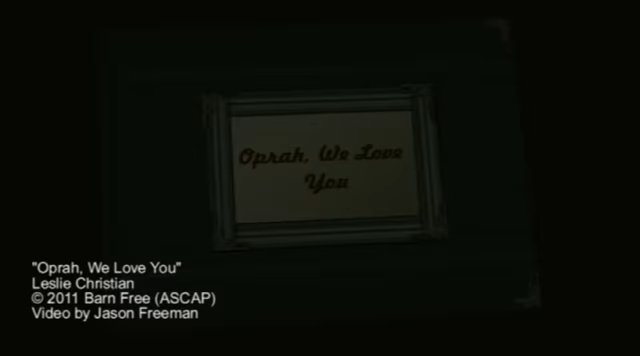 Oprah, We Love
You
"Oprah, We Love You"
Leslie Christian
© 2011 Barn Free (ASCAP)
Video by Jason Freeman